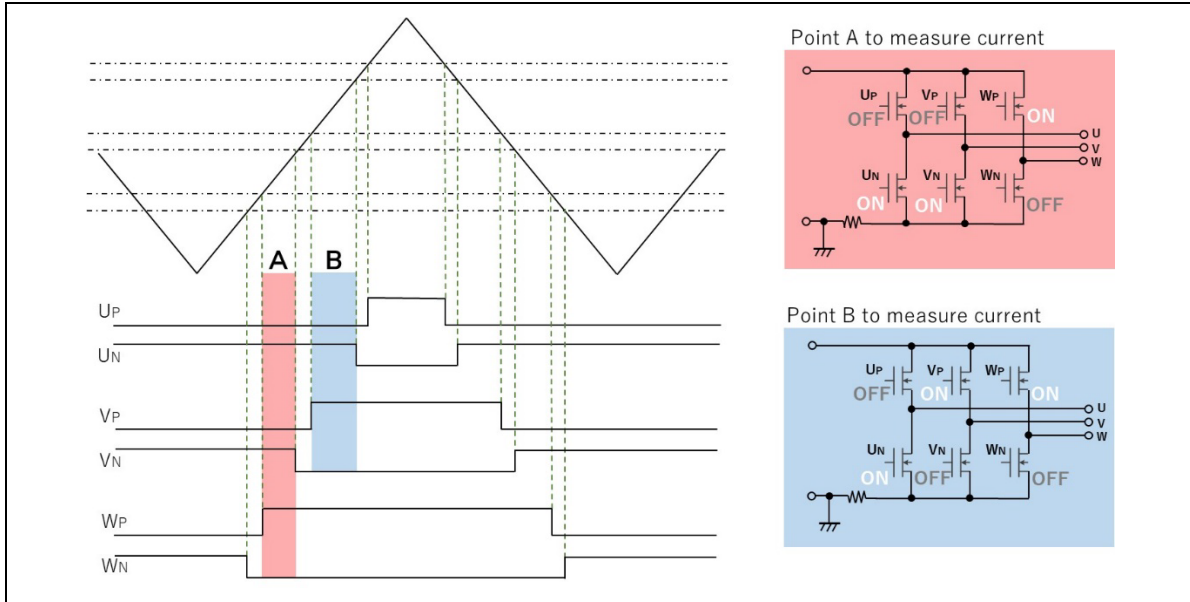 A
B
UP
UN
VP
VN
WP
WN
Point A to measure current
UP
VP
WP
OFF
OFF
ON
U
V
W
UN
VN
WN
ON
ON
OFF
Point B to measure current
UP
VP
WP
OFF
ON
ON
U
V
W
UN
VN
WN
ON
OFF
OFF